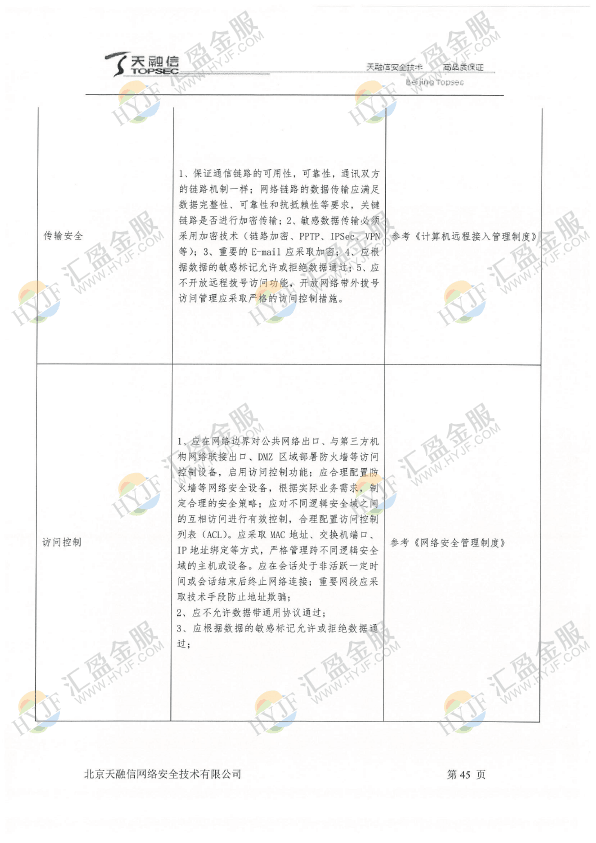 天融信
TOPSEC
天融信安全技术 高品质保证
Beijing Topsec
传输安全
1、保证通信链路的可用性,可靠性,通讯双方
的链路机制一样;网络链路的数据传输应满足
数据完整性、可靠性和抗抵赖性等要求,关键
链路是否进行加密传输;2、敏感数据传输必须
采用加密技术(链路加密、PPTP、IPSec、VPN
等);3、重要的 E-mail 应采取加密;4、应根
据数据的敏感标记允许或拒绝数据通过;5、应
不开放远程拨号访问功能,开放网络带外拨号
访问管理应采取严格的访问控制措施。
参考《计算机远程接入管理制度》
访问控制
1、应在网络边界对公共网络出口、与第三方机
构网络联接出口、DMZ 区域部署防火墙等访问
控制设备,启用访问控制功能;应合理配置防
火墙等网络安全设备,根据实际业务需求,制
定合理的安全策略;应对不同逻辑安全域之间
的互相访问进行有效控制,合理配置访问控制
列表(ACL)。应采取 MAC 地址、交换机端口、
IP 地址绑定等方式,严格管理跨不同逻辑安全
域的主机或设备。应在会话处于非活跃一定时
间或会话结束后终止网络连接;重要网段应采
取技术手段防止地址欺骗;
2、应不允许数据带通用协议通过;
3、应根据数据的敏感标记允许或拒绝数据通
过;
参考《网络安全管理制度》
北京天融信网络安全技术有限公司 第 45 页
HYJF 汇盈金服
WWW.HYJF.COM